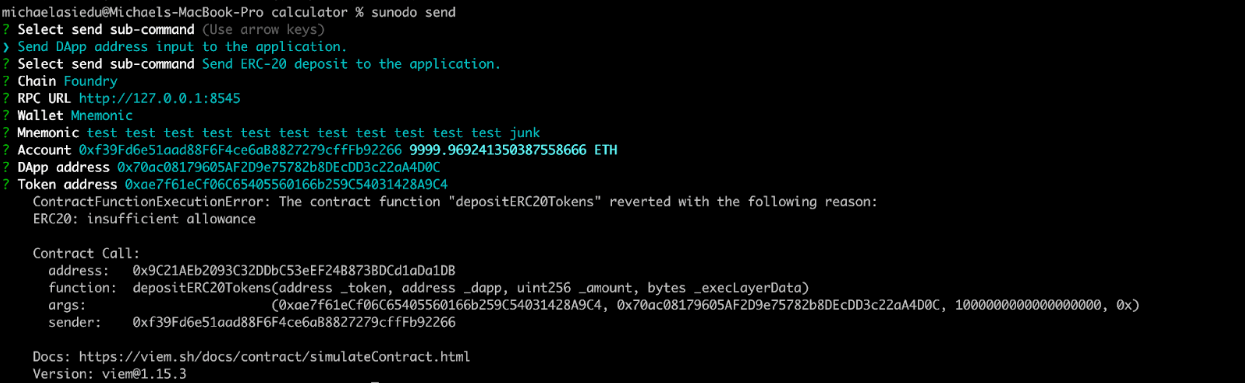 michaelasiedu@Michaels-MacBook-Pro calculator % sunodo send
? Select send sub-command (Use arrow keys)
❯ Send DApp address input to the application.
? Select send sub-command Send ERC-20 deposit to the application.
? Chain Foundry
? RPC URL http://127.0.0.1:8545
? Wallet Mnemonic
? Mnemonic test test test test test test test test test test test junk
? Account 0xf39Fd6e51aad88F6F4ce6aB8827279cffFb92266 9999.969241350387558666 ETH
? DApp address 0x70ac08179605AF2D9e75782b8DEcDD3c22aA4D0C
? Token address 0xae7f61eCf06C65405560166b259C54031428A9C4
ContractFunctionExecutionError: The contract function "depositERC20Tokens" reverted with the following reason:
ERC20: insufficient allowance
Contract Call:
address: 0x9C21AEb2093C32DDbC53eEF24B873BDCd1aDa1DB
function: depositERC20Tokens(address _token, address _dapp, uint256 _amount, bytes _execLayerData)
args: (0xae7f61eCf06C65405560166b259C54031428A9C4, 0x70ac08179605AF2D9e75782b8DEcDD3c22aA4D0C, 1000000000000000000, 0x)
sender: 0xf39Fd6e51aad88F6F4ce6aB8827279cffFb92266
Docs: https://viem.sh/docs/contract/simulateContract.html
Version: viem@1.15.3